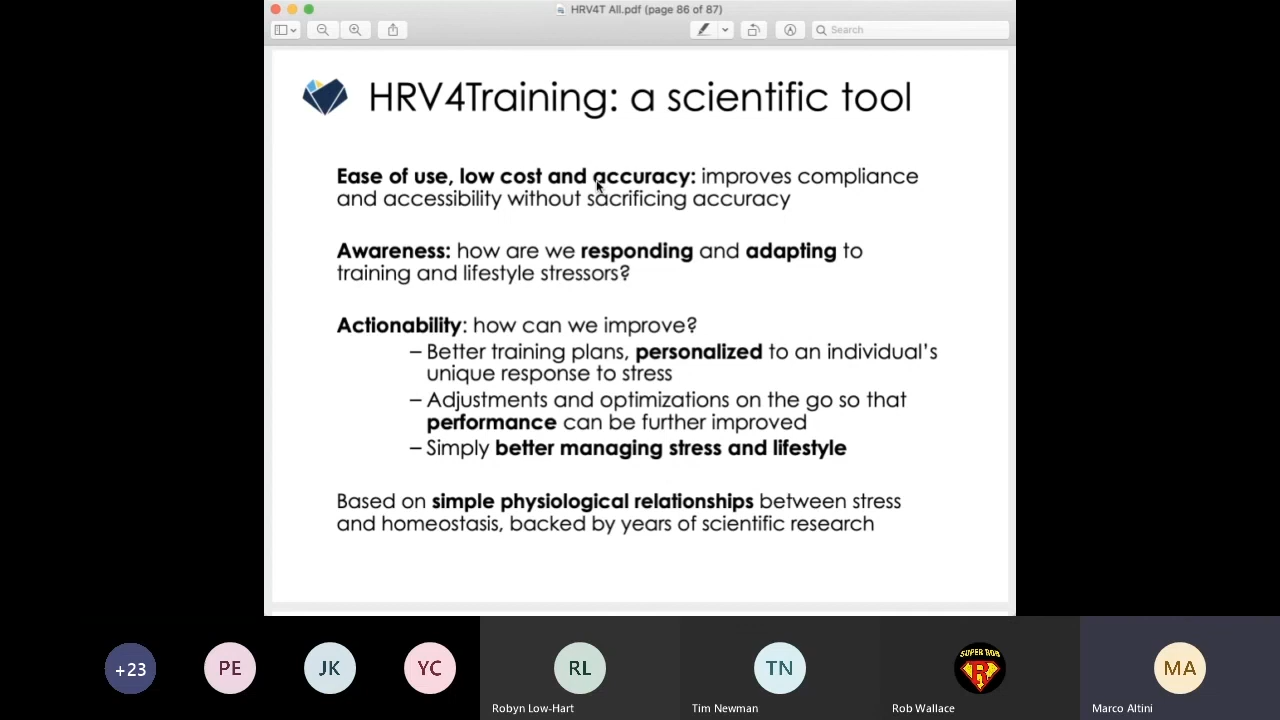 HRV4T All.pdf (page 86 of 87)
Search
HRV4Training: a scientific tool
Ease of use, low cost and accuracy: improves compliance
and accessibility without sacrificing accuracy
Awareness: how are we responding and adapting to
training and lifestyle stressors?
Actionability: how can we improve?
– Better training plans, personalized to an individual's
unique response to stress
– Adjustments and optimizations on the go so that
performance can be further improved
– Simply better managing stress and lifestyle
Based on simple physiological relationships between stress
and homeostasis, backed by years of scientific research
+23
PE
JK
YC
RL
TN
SUPER ROB
R
MA
Robyn Low-Hart
Tim Newman
Rob Wallace
Marco Altini